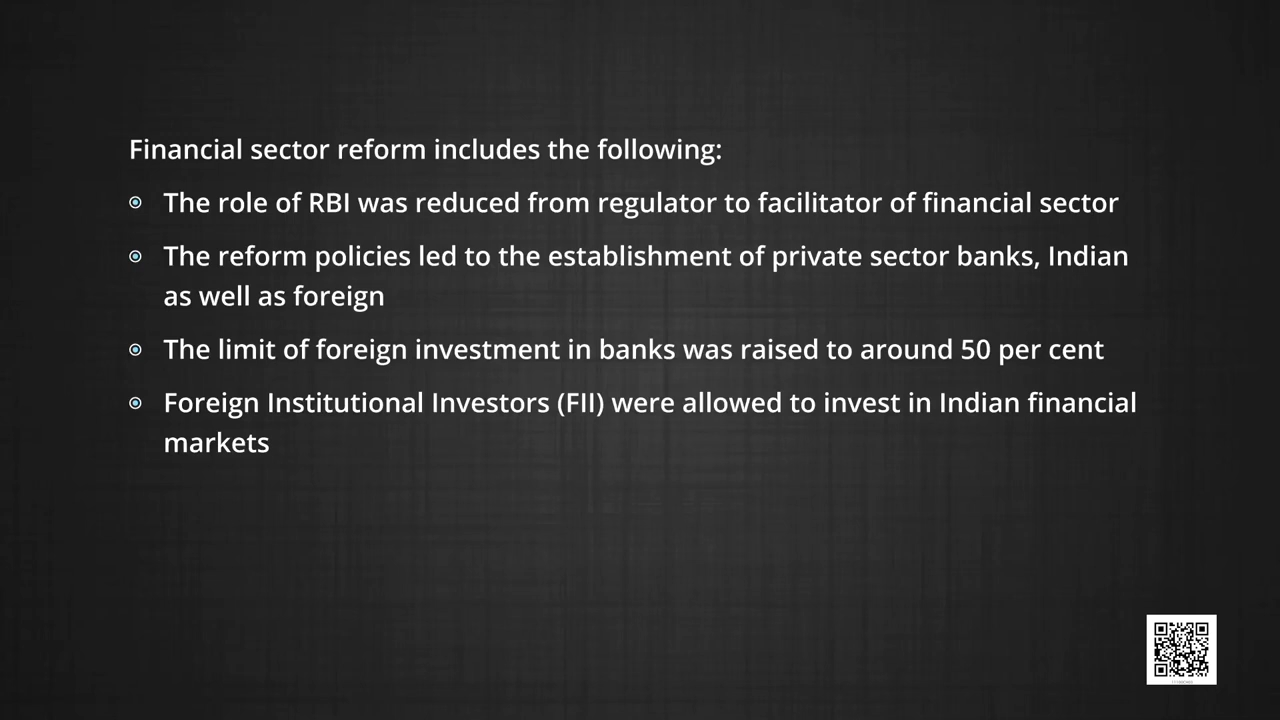 Financial sector reform includes the following:
The role of RBI was reduced from regulator to facilitator of financial sector
The reform policies led to the establishment of private sector banks, Indian
as well as foreign
The limit of foreign investment in banks was raised to around 50 per cent
Foreign Institutional Investors (FII) were allowed to invest in Indian financial
markets